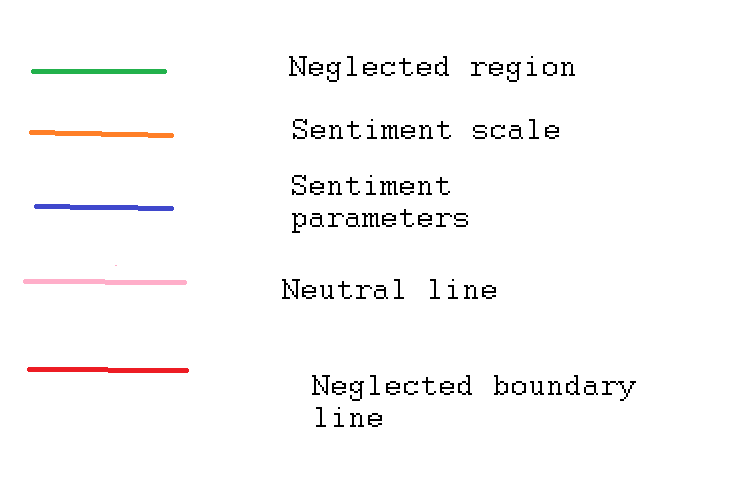 Neglected region
Sentiment scale
Sentiment
parameters
Neutral line
Neglected boundary
line